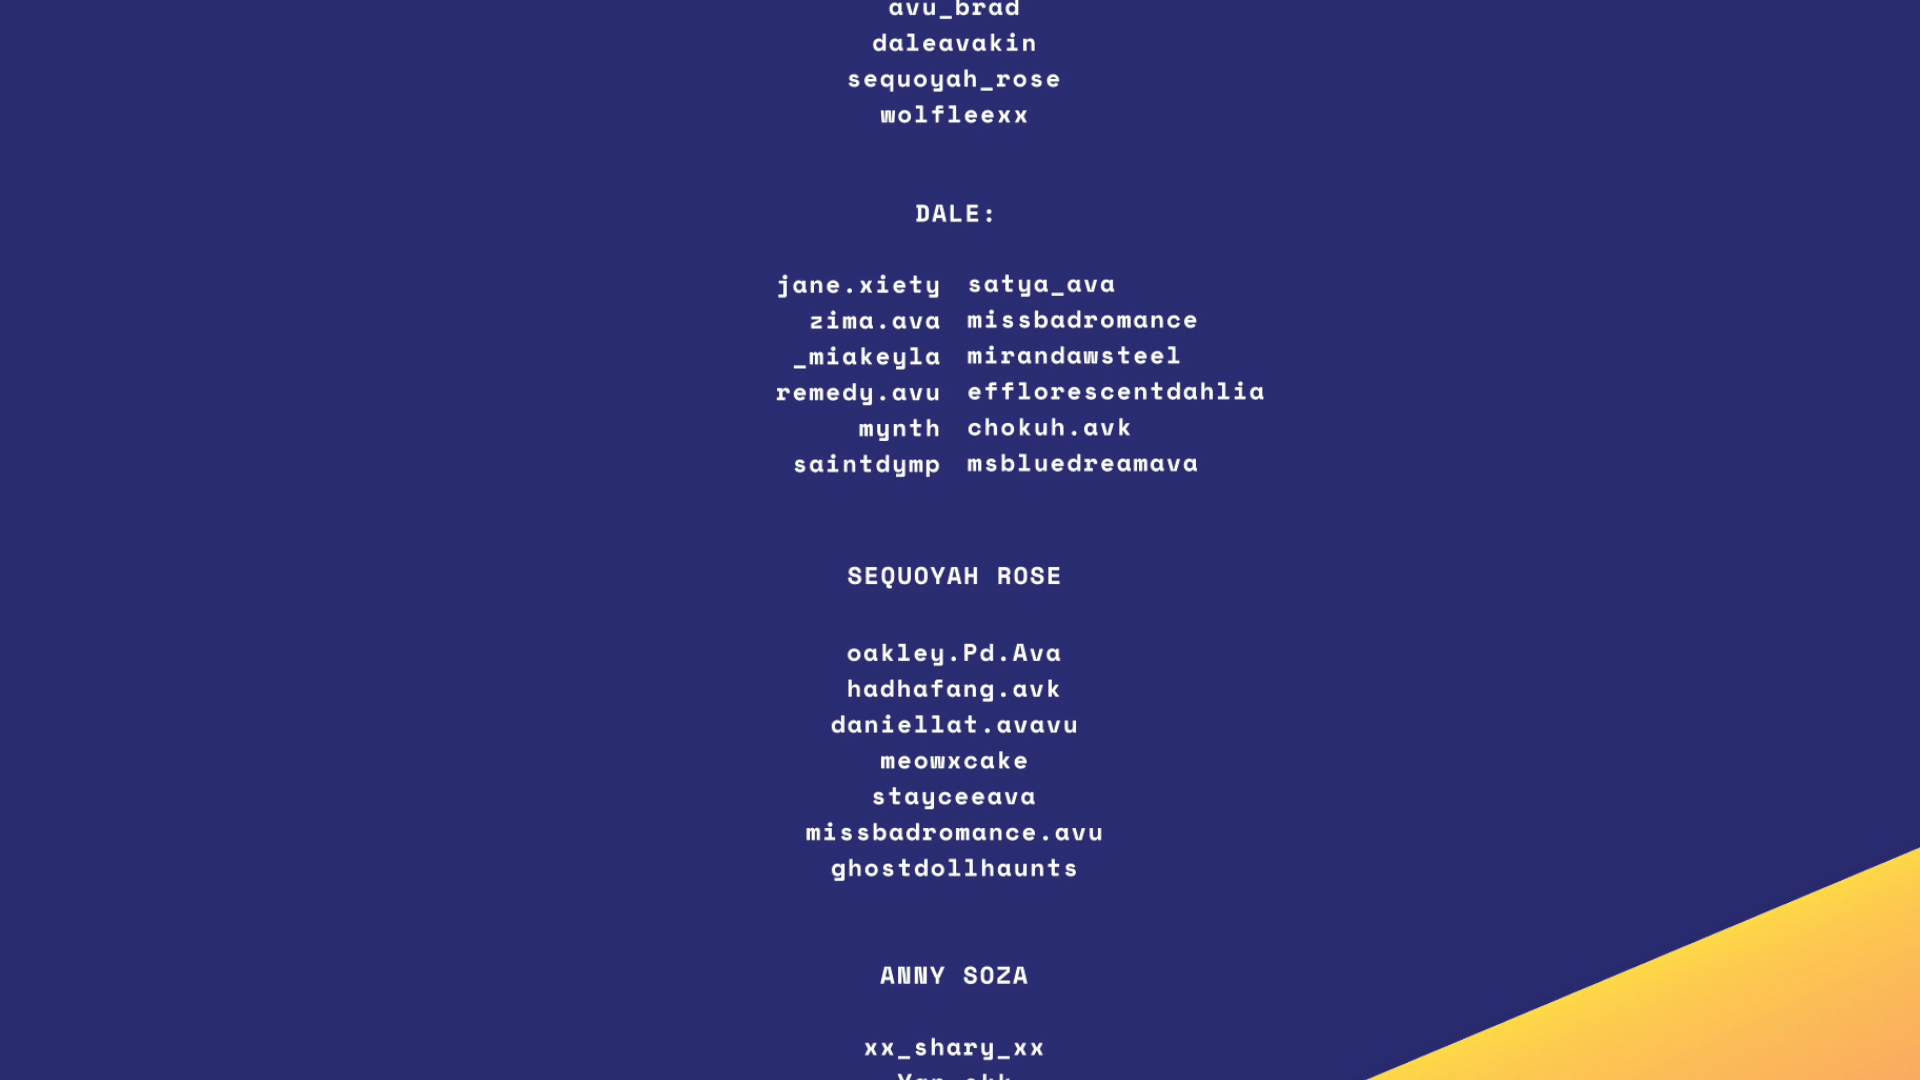 avu_brad
daleavakin
sequoyah_rose
wolfleexx
DALE:
jane.xiety satya_ava
zima.ava missbadromance
_miakeyla mirandawsteel
remedy.avu efflorescentdahlia
mynth chokuh.avk
saintdymp msbluedreamava
SEQUOYAH ROSE
oakley.Pd.Ava
hadhafang.avk
daniellat.avavu
meowxcake
stayceeava
missbadromance.avu
ghostdollhaunts
ANNY SOZA
xx_shary_xx